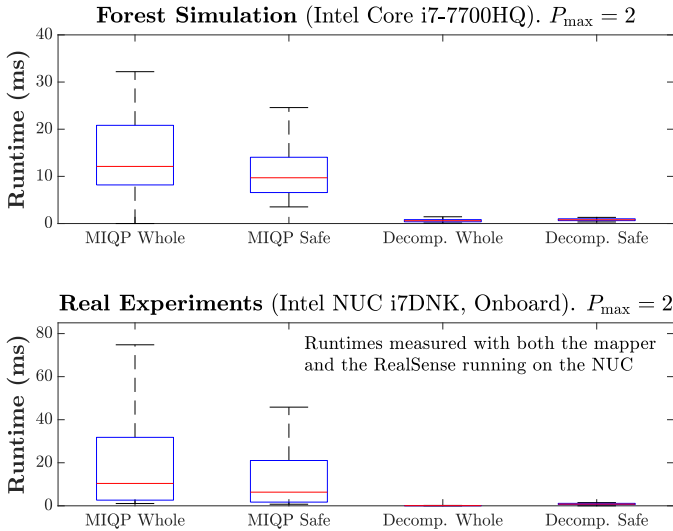 Forest Simulation (Intel Core i7-7700HQ). P_max = 2
40
30
20
10
0
Runtime (ms)
MIQP Whole MIQP Safe Decomp. Whole Decomp. Safe
Real Experiments (Intel NUC i7DNK, Onboard). P_max = 2
80
60
40
20
0
Runtime (ms)
Runtimes measured with both the mapper
and the RealSense running on the NUC
MIQP Whole MIQP Safe Decomp. Whole Decomp. Safe